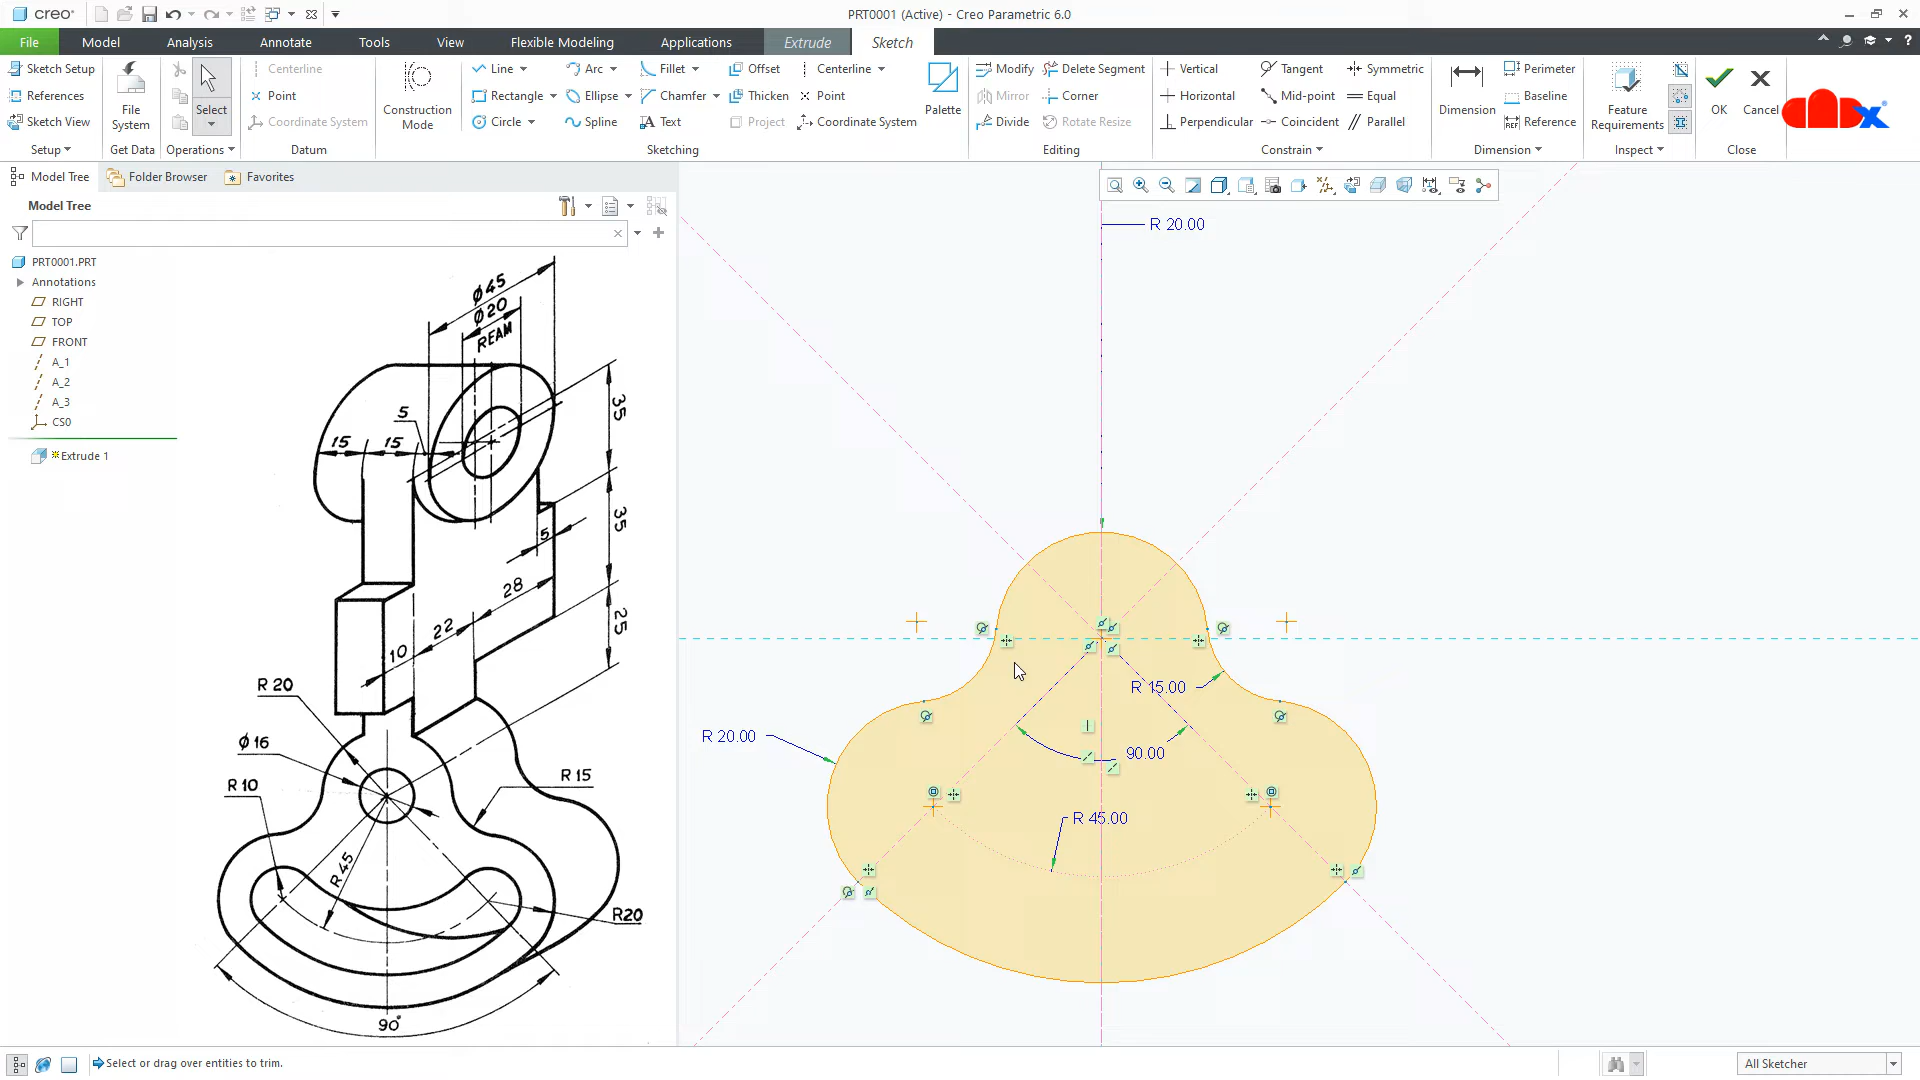 creo°
PRT0001 (Active) - Creo Parametric 6.0
File Model Analysis Annotate Tools View Flexible Modeling Applications Extrude Sketch
Sketch Setup
References
Sketch View
Setup
File System
Get Data
Select
Operations
Centerline
Point
Coordinate System
Datum
Construction Mode
Line Arc Fillet Offset Centerline
Rectangle Ellipse Chamfer Thicken Point
Circle Spline Text Project Coordinate System
Palette
Sketching
Modify Delete Segment
Mirror Corner
Divide Rotate Resize
Editing
Vertical Tangent Symmetric
Horizontal Mid-point Equal
Perpendicular Coincident Parallel
Constrain
Dimension
Perimeter
Baseline
REF Reference
Dimension
Feature Requirements
Inspect
OK Cancel
Close
Model Tree Folder Browser Favorites
Model Tree
PRT0001.PRT
Annotations
RIGHT
TOP
FRONT
A_1
A_2
A_3
CS0
Extrude 1
φ45
φ20
REAM
35
5
15 15
35
5
28
25
22
10
R 20
φ 16
R 10
R 15
R 45
R20
90°
R 20.00
R 15.00
R 20.00
90.00
R 45.00
Select or drag over entities to trim.
All Sketcher